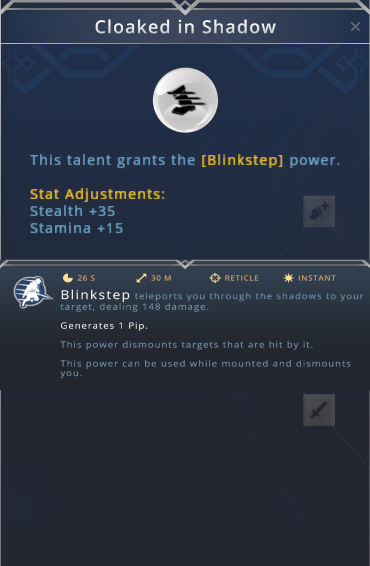 Cloaked in Shadow
This talent grants the [Blinkstep] power.
Stat Adjustments:
Stealth +35
Stamina +15
26 S 30 M RETICLE INSTANT
Blinkstep teleports you through the shadows to your
target, dealing 148 damage.
Generates 1 Pip.
This power dismounts targets that are hit by it.
This power can be used while mounted and dismounts
you.